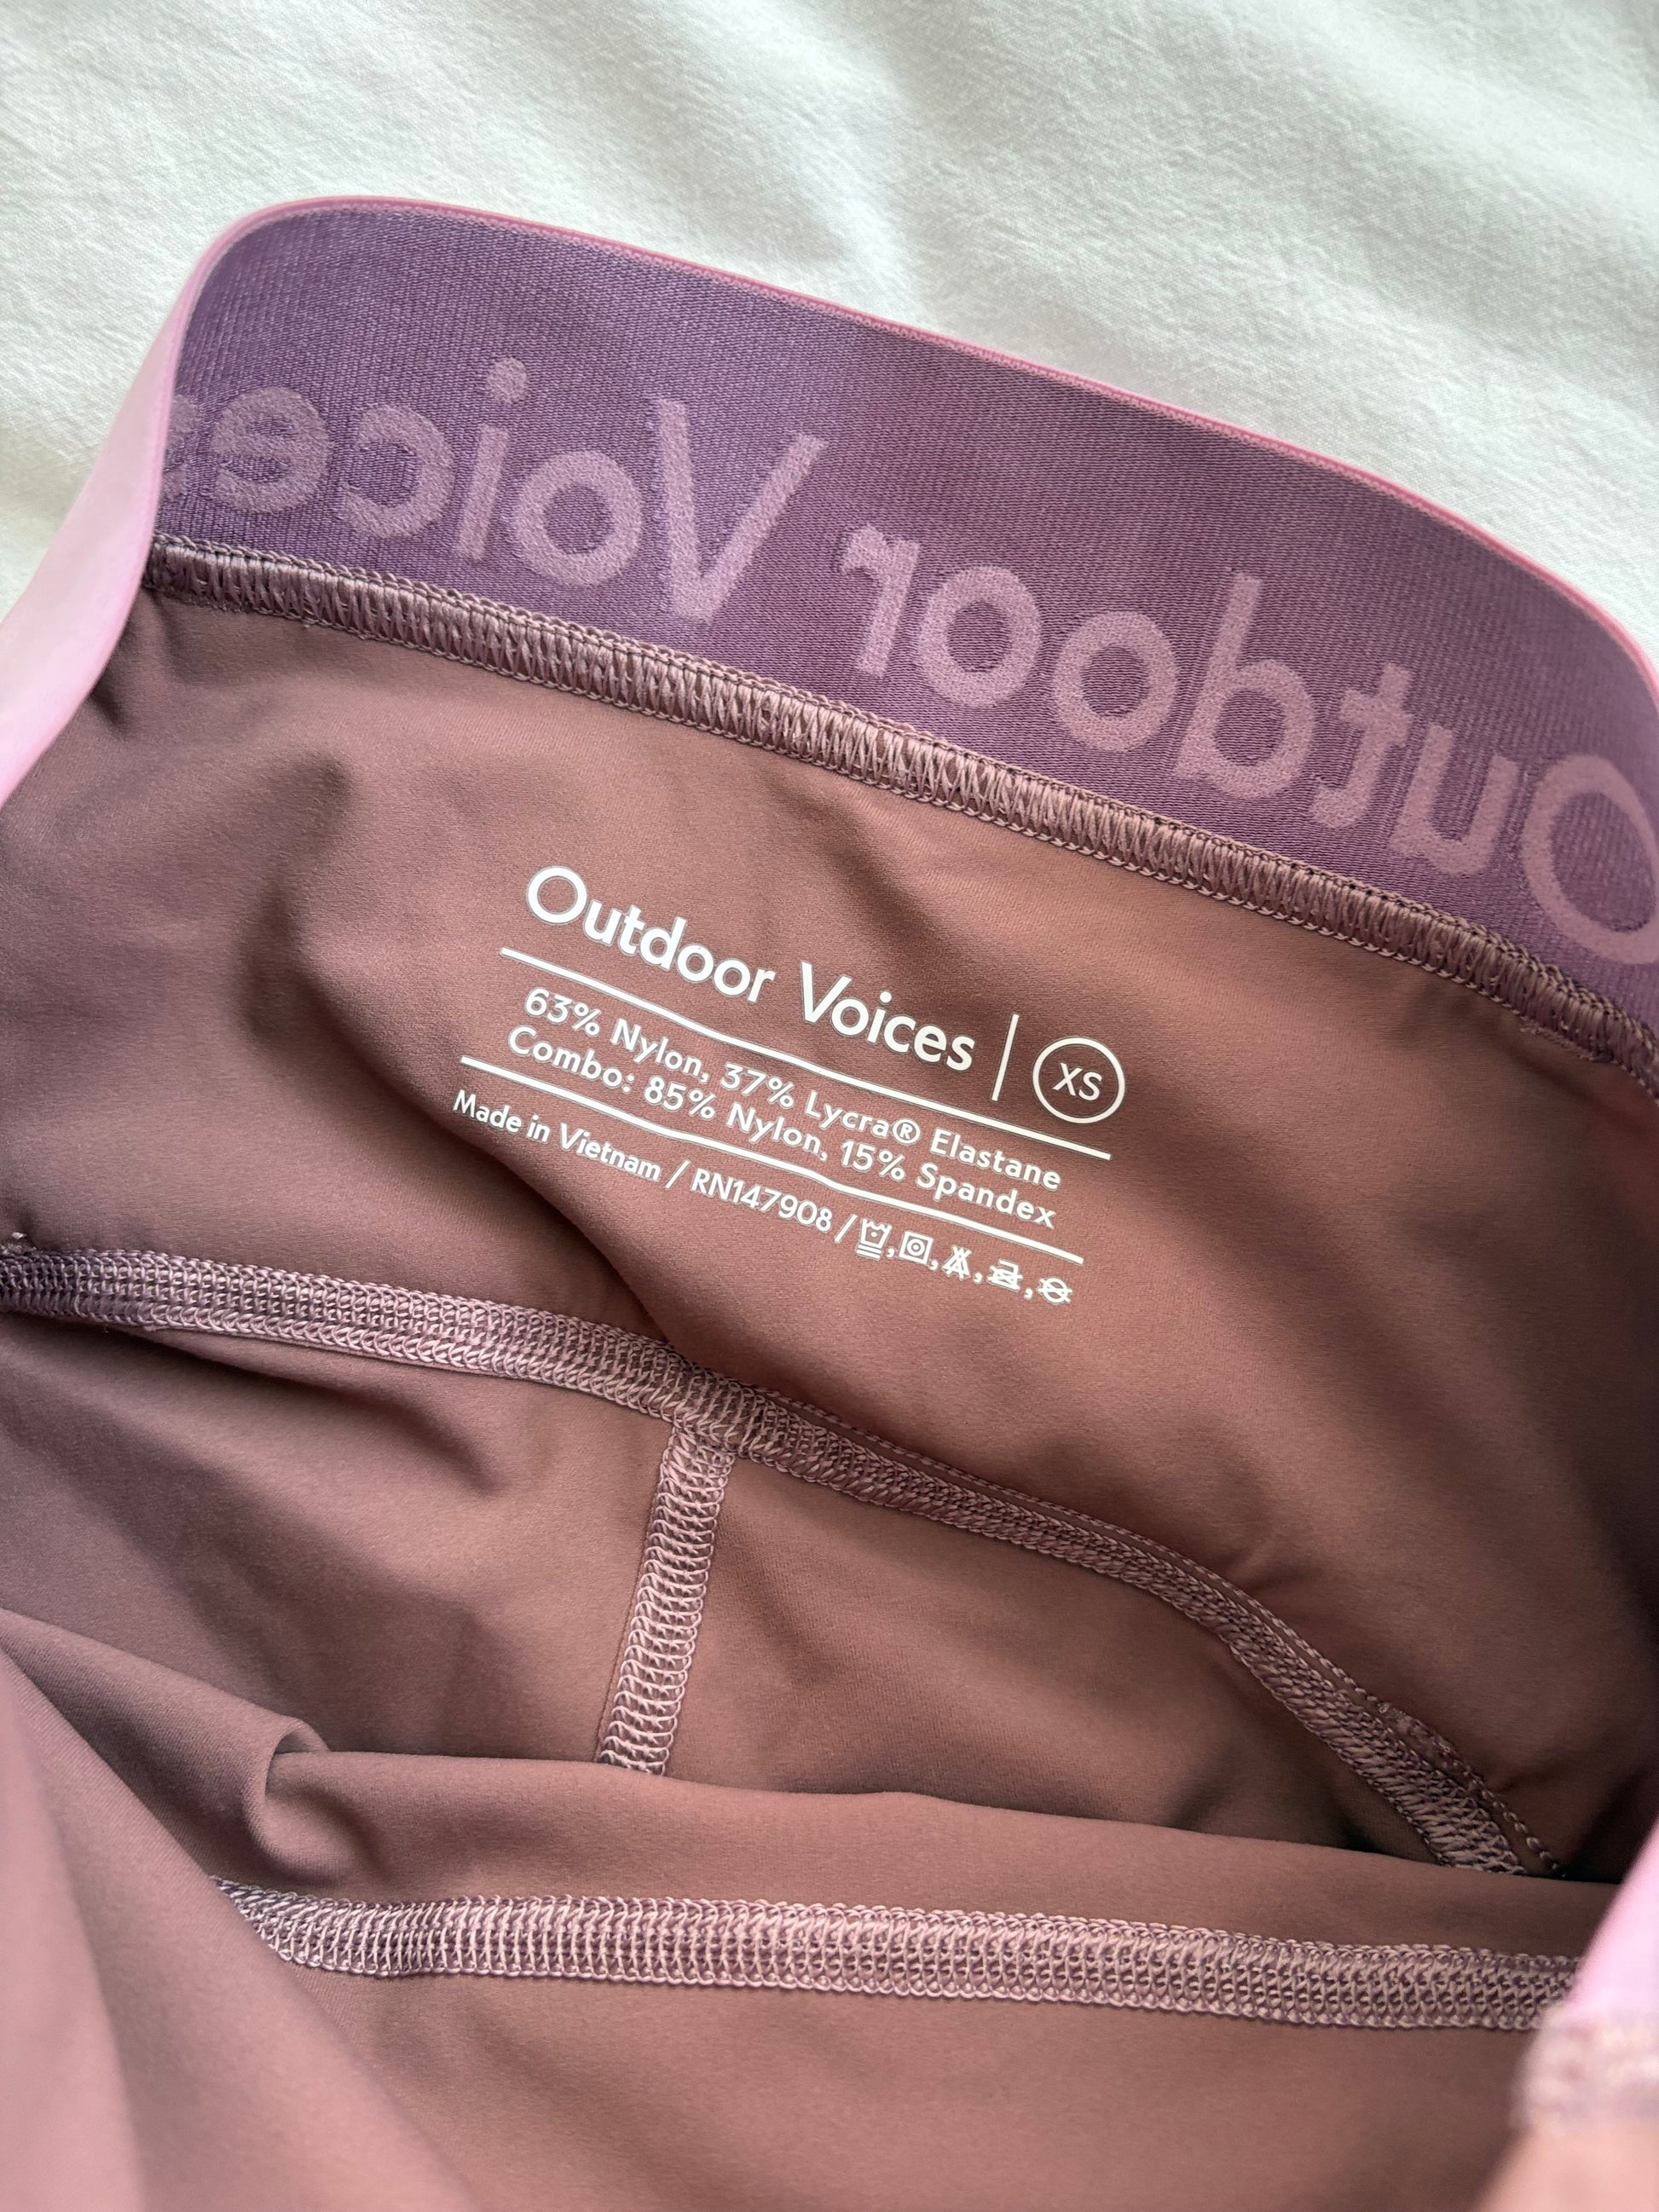 Outdoor Voices
Outdoor Voices | XS
63% Nylon, 37% Lycra® Elastane
Combo: 85% Nylon, 15% Spandex
Made in Vietnam / RN147908 /